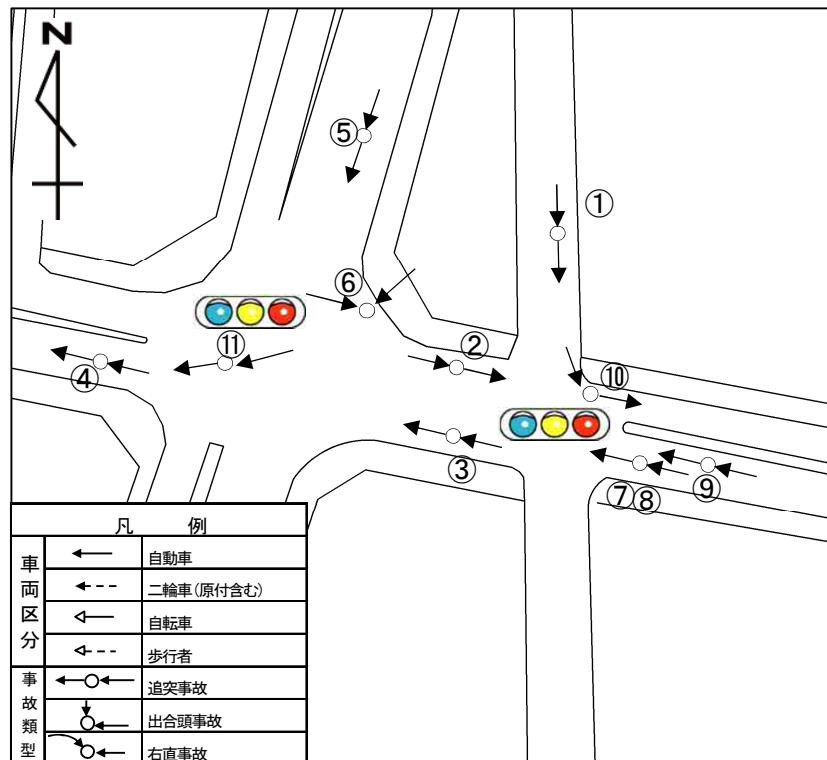 N
⑤
①
⑥
⑪
②
④
⑩
③
⑦⑧
⑨
凡 例
車両区分
自動車
二輪車(原付含む)
自転車
歩行者
事故類型
追突事故
出合頭事故
右直事故